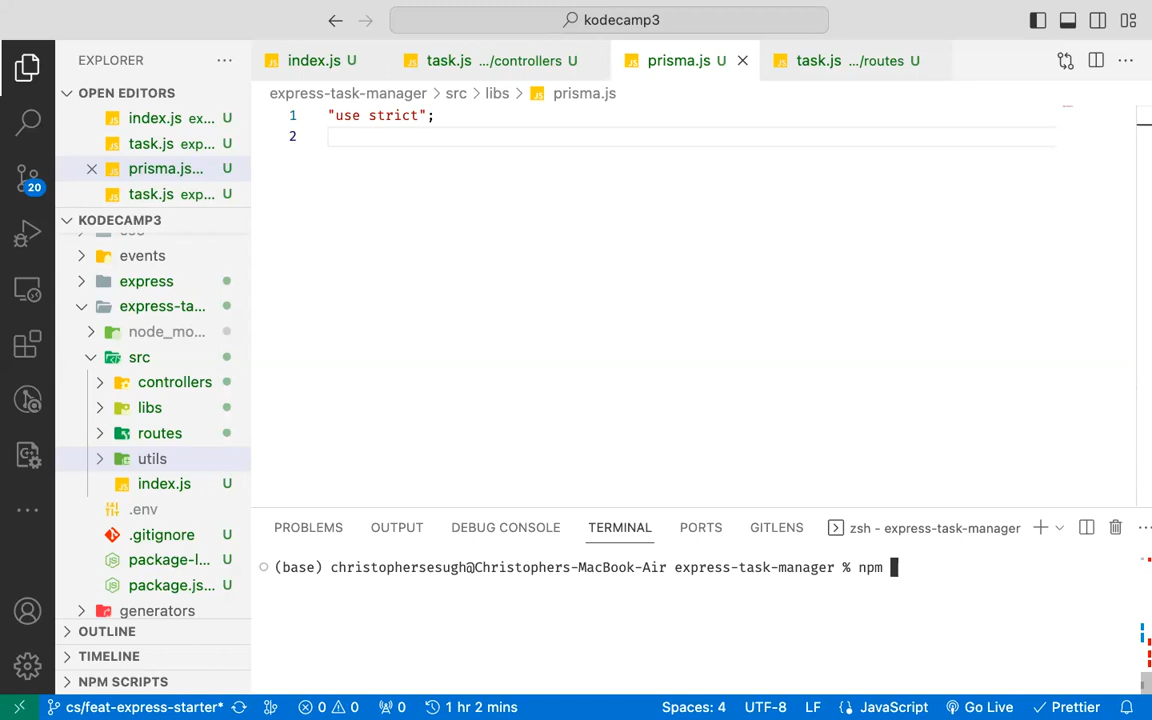 kodecamp3
EXPLORER
OPEN EDITORS
index.js ex... U
task.js exp... U
prisma.js... U
task.js exp... U
KODECAMP3
events
express
express-ta...
node_mo...
src
controllers
libs
routes
utils
index.js U
.env
.gitignore U
package-l... U
package.js... U
generators
OUTLINE
TIMELINE
NPM SCRIPTS
20
index.js U
task.js .../controllers U
prisma.js U
task.js .../routes U
express-task-manager > src > libs > prisma.js
1 "use strict";
2
PROBLEMS OUTPUT DEBUG CONSOLE TERMINAL PORTS GITLENS zsh - express-task-manager
(base) christophersesugh@Christophers-MacBook-Air express-task-manager % npm
cs/feat-express-starter* 0 0 0 1 hr 2 mins Spaces: 4 UTF-8 LF JavaScript Go Live Prettier